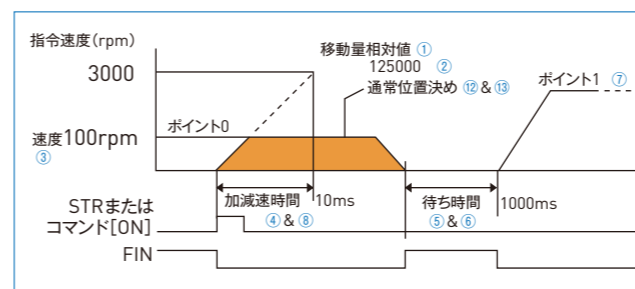 指令速度(rpm)
3000
移動量相対値 ①
125000 ②
通常位置決め ⑫&⑬
ポイント1 ⑦
ポイント0
速度100rpm
③
加減速時間
④&⑧
10ms
待ち時間
⑤&⑥
1000ms
STRまたは
コマンド[ON]
FIN